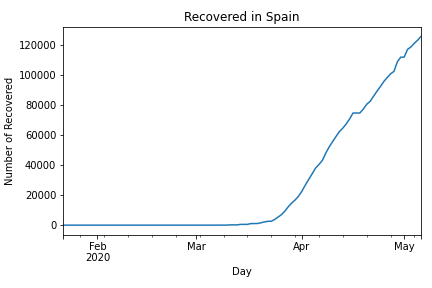 Recovered in Spain
Number of Recovered
120000
100000
80000
60000
40000
20000
0
Feb
2020
Mar
Apr
May
Day